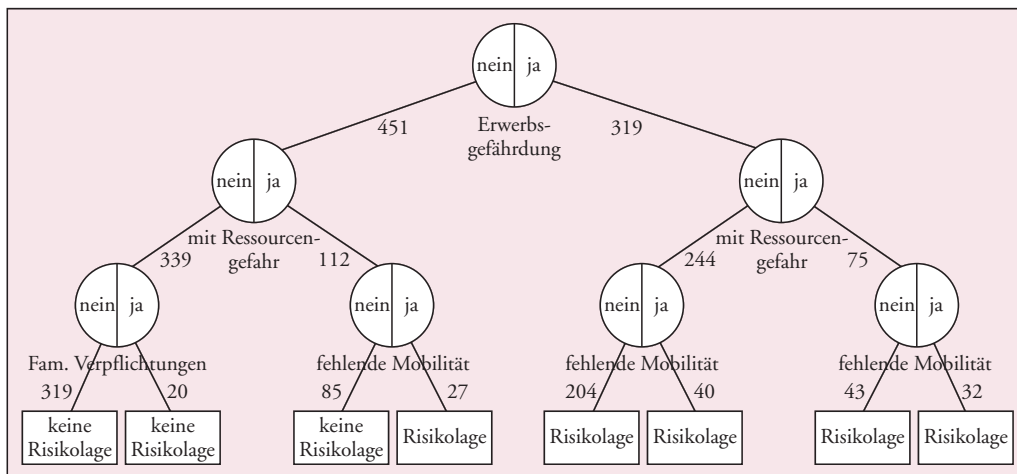 nein ja
451 Erwerbs- 319
gefährdung
nein ja nein ja
mit Ressourcen- mit Ressourcen-
339 gefahr 112 244 gefahr 75
nein ja nein ja nein ja nein ja
Fam. Verpflichtungen fehlende Mobilität fehlende Mobilität fehlende Mobilität
319 20 85 27 204 40 43 32
keine keine keine
Risikolage Risikolage Risikolage Risikolage Risikolage Risikolage Risikolage Risikolage